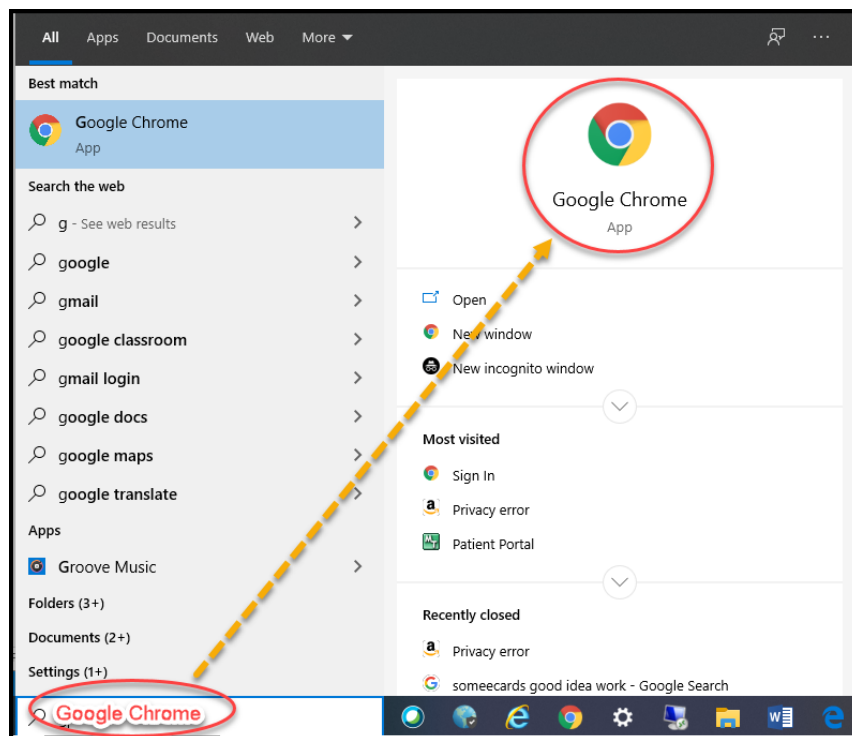 All Apps Documents Web More
Best match
Google Chrome
App
Search the web
g - See web results
google
gmail
google classroom
gmail login
google docs
google maps
google translate
Apps
Groove Music
Folders (3+)
Documents (2+)
Settings (1+)
Google Chrome
Google Chrome
App
Open
New window
New incognito window
Most visited
Sign In
Privacy error
Patient Portal
Recently closed
Privacy error
someecards good idea work - Google Search